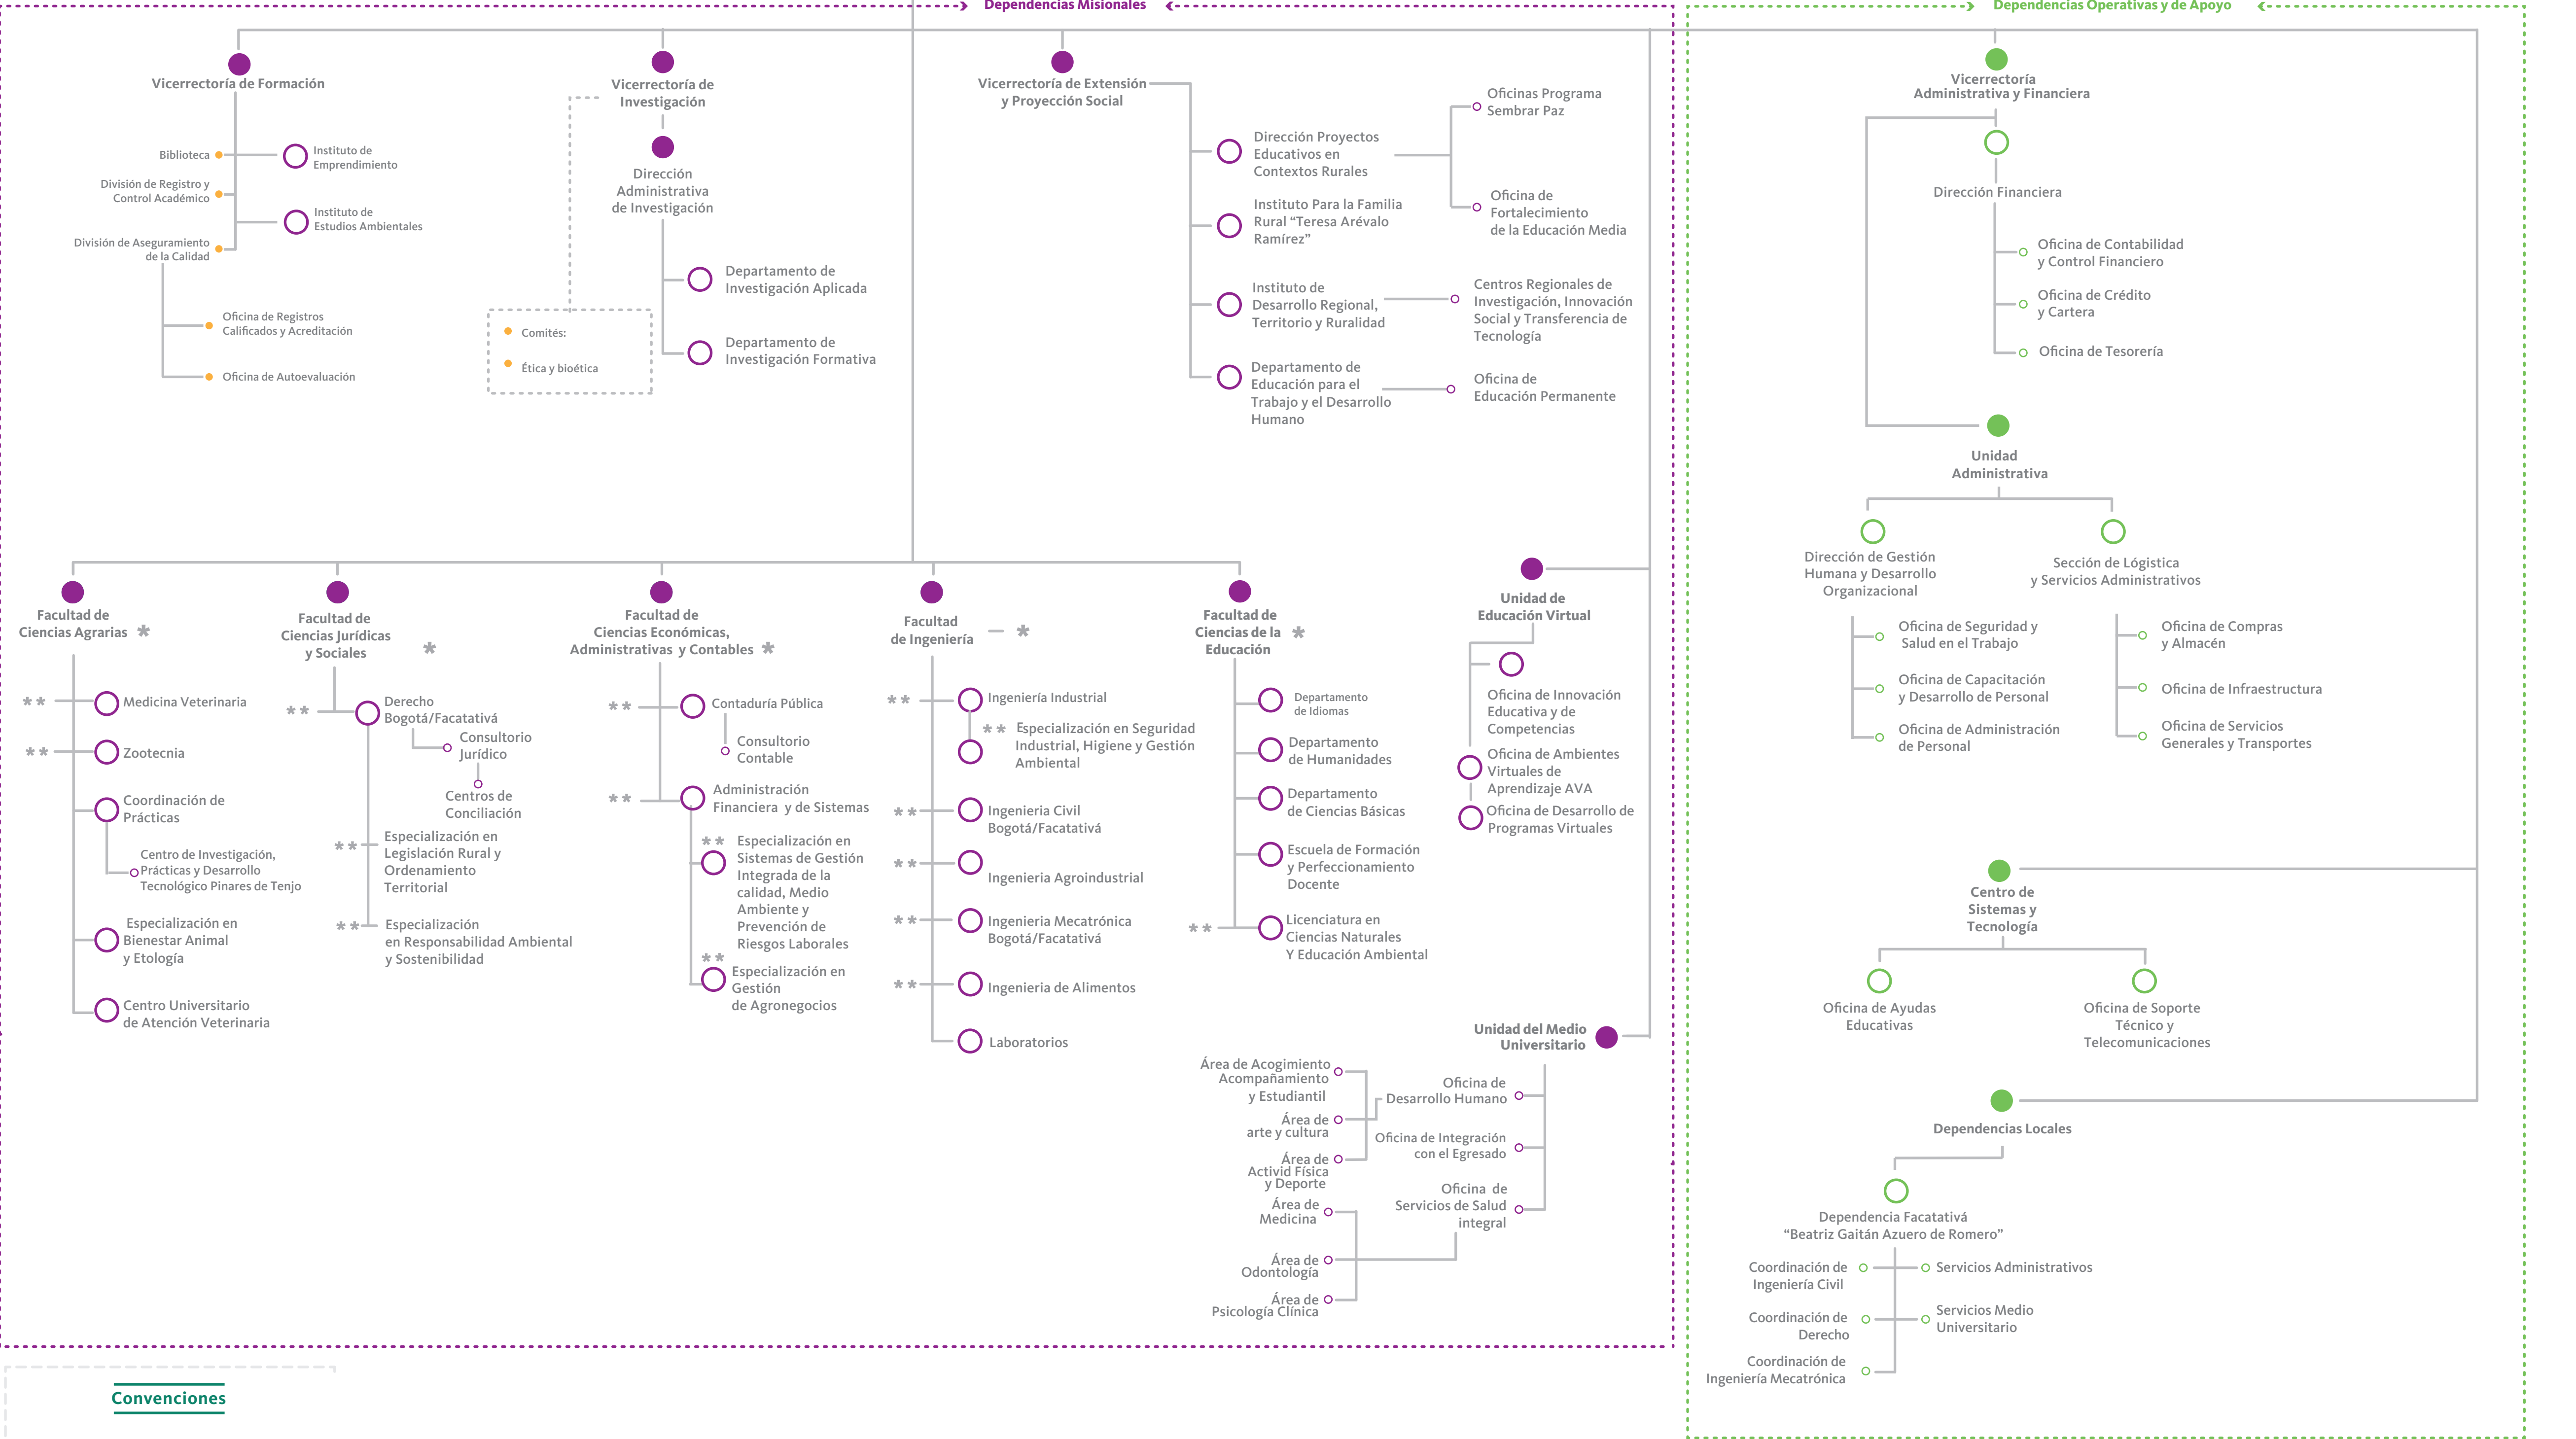 Dependencias Misionales
Dependencias Operativas y de Apoyo
Vicerrectoría de Formación
Biblioteca
División de Registro y
Control Académico
División de Aseguramiento
de la Calidad
Instituto de
Emprendimiento
Instituto de
Estudios Ambientales
Oficina de Registros
Calificados y Acreditación
Oficina de Autoevaluación
Vicerrectoría de
Investigación
Dirección
Administrativa
de Investigación
Comités:
Ética y bioética
Departamento de
Investigación Aplicada
Departamento de
Investigación Formativa
Vicerrectoría de Extensión
y Proyección Social
Dirección Proyectos
Educativos en
Contextos Rurales
Oficinas Programa
Sembrar Paz
Oficina de
Fortalecimiento
de la Educación Media
Instituto Para la Familia
Rural “Teresa Arévalo
Ramírez”
Instituto de
Desarrollo Regional,
Territorio y Ruralidad
Centros Regionales de
Investigación, Innovación
Social y Transferencia de
Tecnología
Departamento de
Educación para el
Trabajo y el Desarrollo
Humano
Oficina de
Educación Permanente
Vicerrectoría
Administrativa y Financiera
Dirección Financiera
Oficina de Contabilidad
y Control Financiero
Oficina de Crédito
y Cartera
Oficina de Tesorería
Unidad
Administrativa
Dirección de Gestión
Humana y Desarrollo
Organizacional
Oficina de Seguridad y
Salud en el Trabajo
Oficina de Capacitación
y Desarrollo de Personal
Oficina de Administración
de Personal
Sección de Lógistica
y Servicios Administrativos
Oficina de Compras
y Almacén
Oficina de Infraestructura
Oficina de Servicios
Generales y Transportes
Facultad de
Ciencias Agrarias *
** Medicina Veterinaria
** Zootecnia
Coordinación de
Prácticas
Centro de Investigación,
Prácticas y Desarrollo
Tecnológico Pinares de Tenjo
Especialización en
Bienestar Animal
y Etología
Centro Universitario
de Atención Veterinaria
Facultad de
Ciencias Jurídicas
y Sociales *
** Derecho
Bogotá/Facatativá
Consultorio
Jurídico
Centros de
Conciliación
** Especialización en
Legislación Rural y
Ordenamiento
Territorial
** Especialización
en Responsabilidad Ambiental
y Sostenibilidad
Facultad de
Ciencias Económicas,
Administrativas y Contables *
** Contaduría Pública
Consultorio
Contable
** Administración
Financiera y de Sistemas
** Especialización en
Sistemas de Gestión
Integrada de la
calidad, Medio
Ambiente y
Prevención de
Riesgos Laborales
**
Especialización en
Gestión
de Agronegocios
Facultad
de Ingeniería — *
** Ingeniería Industrial
** Especialización en Seguridad
Industrial, Higiene y Gestión
Ambiental
** Ingenieria Civil
Bogotá/Facatativá
** Ingenieria Agroindustrial
** Ingenieria Mecatrónica
Bogotá/Facatativá
** Ingenieria de Alimentos
Laboratorios
Facultad de
Ciencias de la *
Educación
Departamento
de Idiomas
Departamento
de Humanidades
Departamento
de Ciencias Básicas
Escuela de Formación
y Perfeccionamiento
Docente
** Licenciatura en
Ciencias Naturales
Y Educación Ambiental
Unidad de
Educación Virtual
Oficina de Innovación
Educativa y de
Competencias
Oficina de Ambientes
Virtuales de
Aprendizaje AVA
Oficina de Desarrollo de
Programas Virtuales
Unidad del Medio
Universitario
Oficina de
Desarrollo Humano
Oficina de Integración
con el Egresado
Oficina de
Servicios de Salud
integral
Área de Acogimiento
Acompañamiento
y Estudiantil
Área de
arte y cultura
Área de
Activid Física
y Deporte
Área de
Medicina
Área de
Odontología
Área de
Psicología Clínica
Centro de
Sistemas y
Tecnología
Oficina de Ayudas
Educativas
Oficina de Soporte
Técnico y
Telecomunicaciones
Dependencias Locales
Dependencia Facatativá
“Beatriz Gaitán Azuero de Romero”
Coordinación de
Ingeniería Civil
Servicios Administrativos
Coordinación de
Derecho
Servicios Medio
Universitario
Coordinación de
Ingeniería Mecatrónica
Convenciones